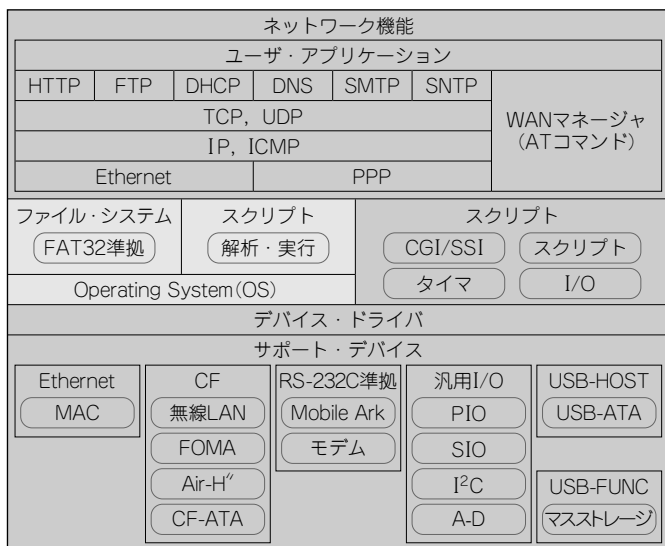 ネットワーク機能
ユーザ・アプリケーション
HTTP FTP DHCP DNS SMTP SNTP
TCP, UDP
IP, ICMP
Ethernet PPP
WANマネージャ
(ATコマンド)
ファイル・システム
FAT32準拠
スクリプト
解析・実行
Operating System(OS)
スクリプト
CGI/SSI スクリプト
タイマ I/O
デバイス・ドライバ
サポート・デバイス
Ethernet
MAC
CF
無線LAN
FOMA
Air-H″
CF-ATA
RS-232C準拠
Mobile Ark
モデム
汎用I/O
PIO
SIO
I²C
A-D
USB-HOST
USB-ATA
USB-FUNC
マスストレージ